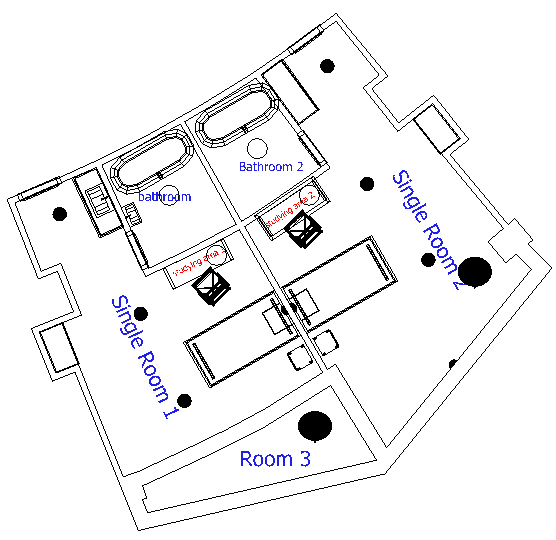 Bathroom 2
bathroom
Studying area 2
Studying area
Single Room 2
Single Room 1
Room 3